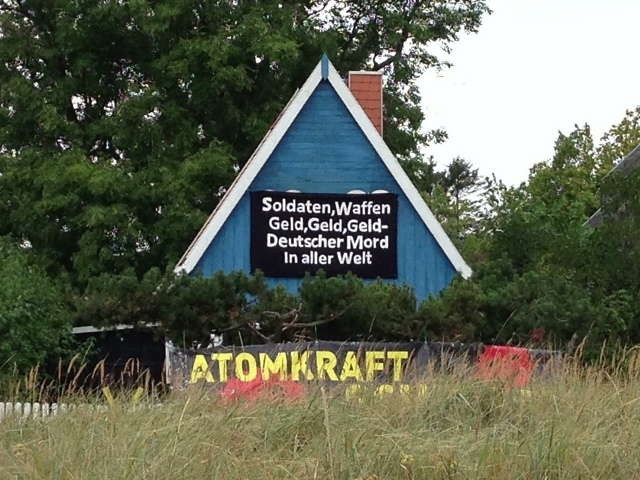 Soldaten,Waffen
Geld,Geld,Geld-
Deutscher Mord
In aller Welt
ATOMKRAFT